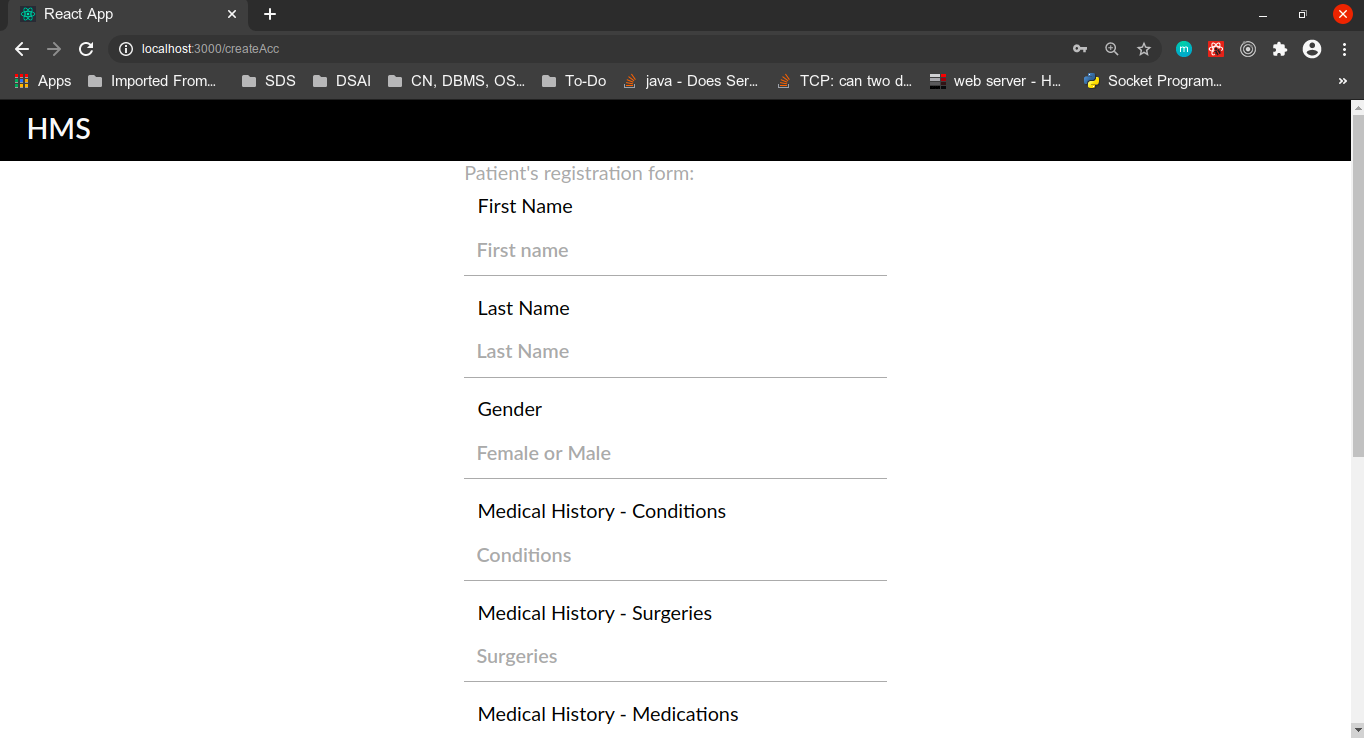 React App
localhost:3000/createAcc
m
Apps Imported From... SDS DSAI CN, DBMS, OS... To-Do java - Does Ser... TCP: can two d... web server - H... Socket Program... »
HMS
Patient's registration form:
First Name
First name
Last Name
Last Name
Gender
Female or Male
Medical History - Conditions
Conditions
Medical History - Surgeries
Surgeries
Medical History - Medications